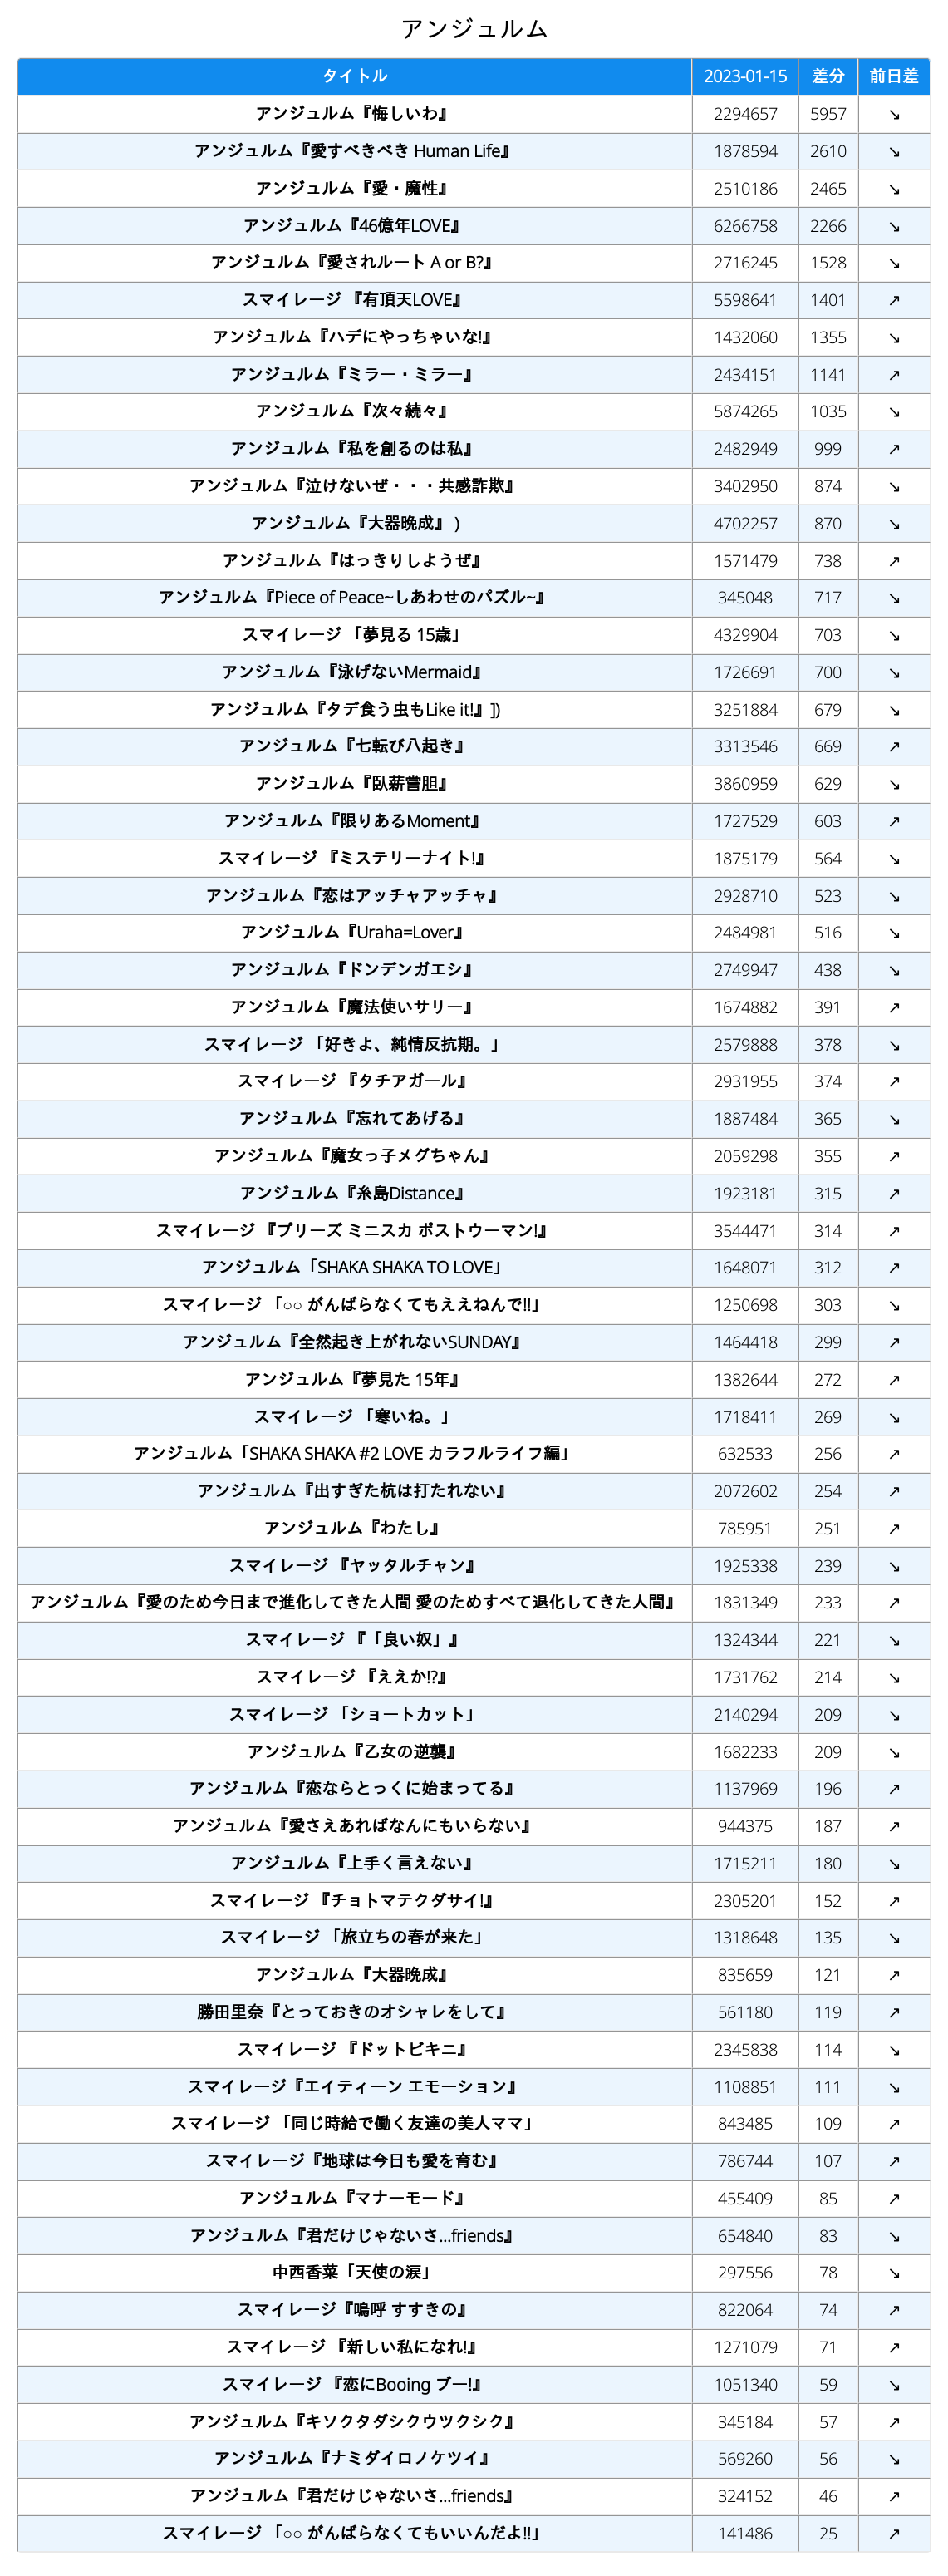 アンジュルム
タイトル 2023-01-15 差分 前日差
アンジュルム『悔しいわ』 2294657 5957 ↘
アンジュルム『愛すべきべき Human Life』 1878594 2610 ↘
アンジュルム『愛・魔性』 2510186 2465 ↘
アンジュルム『46億年LOVE』 6266758 2266 ↘
アンジュルム『愛されルート A or B?』 2716245 1528 ↘
スマイレージ 『有頂天LOVE』 5598641 1401 ↗
アンジュルム『ハデにやっちゃいな!』 1432060 1355 ↘
アンジュルム『ミラー・ミラー』 2434151 1141 ↗
アンジュルム『次々続々』 5874265 1035 ↘
アンジュルム『私を創るのは私』 2482949 999 ↗
アンジュルム『泣けないぜ・・・共感詐欺』 3402950 874 ↘
アンジュルム『大器晩成』 ) 4702257 870 ↘
アンジュルム『はっきりしようぜ』 1571479 738 ↗
アンジュルム『Piece of Peace~しあわせのパズル~』 345048 717 ↘
スマイレージ 「夢見る 15歳」 4329904 703 ↘
アンジュルム『泳げないMermaid』 1726691 700 ↘
アンジュルム『タデ食う虫もLike it!』]) 3251884 679 ↘
アンジュルム『七転び八起き』 3313546 669 ↗
アンジュルム『臥薪嘗胆』 3860959 629 ↘
アンジュルム『限りあるMoment』 1727529 603 ↗
スマイレージ 『ミステリーナイト!』 1875179 564 ↘
アンジュルム『恋はアッチャアッチャ』 2928710 523 ↘
アンジュルム『Uraha=Lover』 2484981 516 ↘
アンジュルム『ドンデンガエシ』 2749947 438 ↘
アンジュルム『魔法使いサリー』 1674882 391 ↗
スマイレージ 「好きよ、純情反抗期。」 2579888 378 ↘
スマイレージ 『タチアガール』 2931955 374 ↗
アンジュルム『忘れてあげる』 1887484 365 ↘
アンジュルム『魔女っ子メグちゃん』 2059298 355 ↗
アンジュルム『糸島Distance』 1923181 315 ↗
スマイレージ 『プリーズ ミニスカ ポストウーマン!』 3544471 314 ↗
アンジュルム「SHAKA SHAKA TO LOVE」 1648071 312 ↗
スマイレージ 「○○ がんばらなくてもええねんで!!」 1250698 303 ↘
アンジュルム『全然起き上がれないSUNDAY』 1464418 299 ↗
アンジュルム『夢見た 15年』 1382644 272 ↗
スマイレージ 「寒いね。」 1718411 269 ↘
アンジュルム「SHAKA SHAKA #2 LOVE カラフルライフ編」 632533 256 ↗
アンジュルム『出すぎた杭は打たれない』 2072602 254 ↗
アンジュルム『わたし』 785951 251 ↗
スマイレージ 『ヤッタルチャン』 1925338 239 ↘
アンジュルム『愛のため今日まで進化してきた人間 愛のためすべて退化してきた人間』 1831349 233 ↗
スマイレージ 『「良い奴」』 1324344 221 ↘
スマイレージ 『ええか!?』 1731762 214 ↘
スマイレージ 「ショートカット」 2140294 209 ↘
アンジュルム『乙女の逆襲』 1682233 209 ↘
アンジュルム『恋ならとっくに始まってる』 1137969 196 ↗
アンジュルム『愛さえあればなんにもいらない』 944375 187 ↗
アンジュルム『上手く言えない』 1715211 180 ↘
スマイレージ 『チョトマテクダサイ!』 2305201 152 ↗
スマイレージ 「旅立ちの春が来た」 1318648 135 ↘
アンジュルム『大器晩成』 835659 121 ↗
勝田里奈『とっておきのオシャレをして』 561180 119 ↗
スマイレージ 『ドットビキニ』 2345838 114 ↘
スマイレージ『エイティーン エモーション』 1108851 111 ↘
スマイレージ 「同じ時給で働く友達の美人ママ」 843485 109 ↗
スマイレージ『地球は今日も愛を育む』 786744 107 ↗
アンジュルム『マナーモード』 455409 85 ↗
アンジュルム『君だけじゃないさ...friends』 654840 83 ↘
中西香菜「天使の涙」 297556 78 ↘
スマイレージ『嗚呼 すすきの』 822064 74 ↗
スマイレージ 『新しい私になれ!』 1271079 71 ↗
スマイレージ 『恋にBooing ブー!』 1051340 59 ↘
アンジュルム『キソクタダシクウツクシク』 345184 57 ↗
アンジュルム『ナミダイロノケツイ』 569260 56 ↘
アンジュルム『君だけじゃないさ...friends』 324152 46 ↗
スマイレージ 「○○ がんばらなくてもいいんだよ!!」 141486 25 ↗